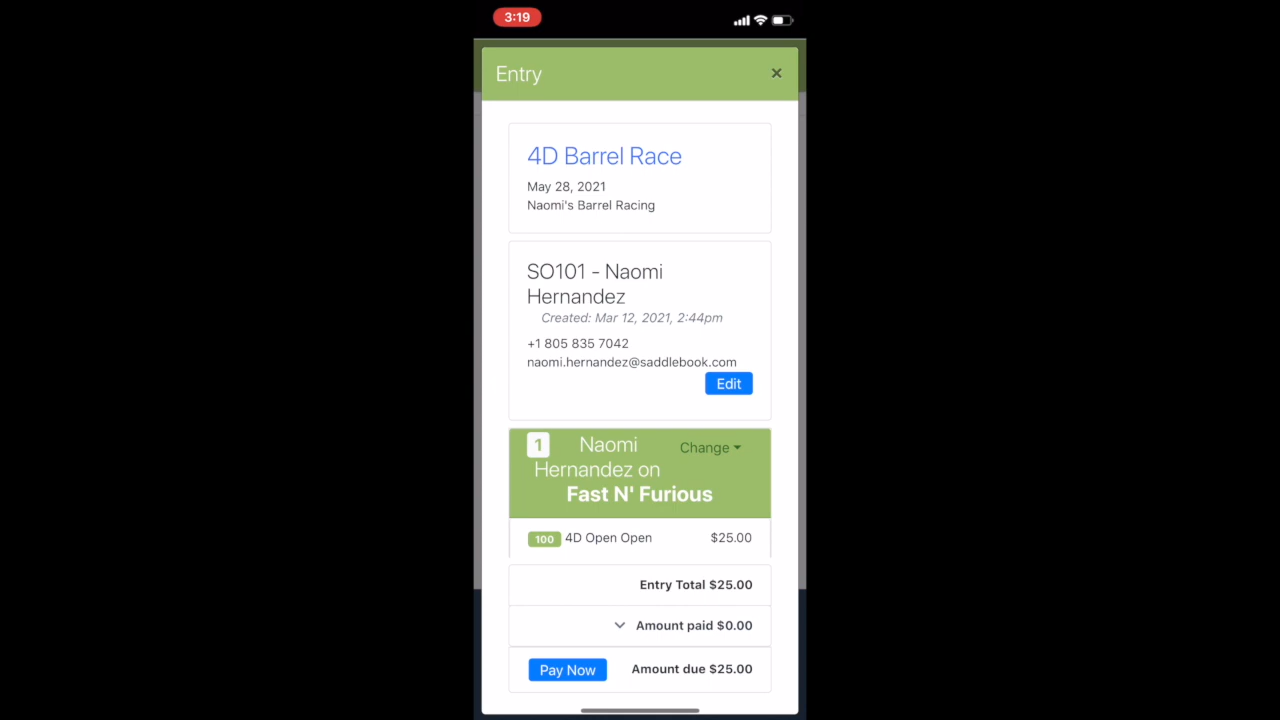 3:19
Entry ×
4D Barrel Race
May 28, 2021
Naomi's Barrel Racing
SO101 - Naomi
Hernandez
Created: Mar 12, 2021, 2:44pm
+1 805 835 7042
naomi.hernandez@saddlebook.com
Edit
1 Naomi Change
Hernandez on
Fast N' Furious
100 4D Open Open $25.00
Entry Total $25.00
Amount paid $0.00
Pay Now Amount due $25.00